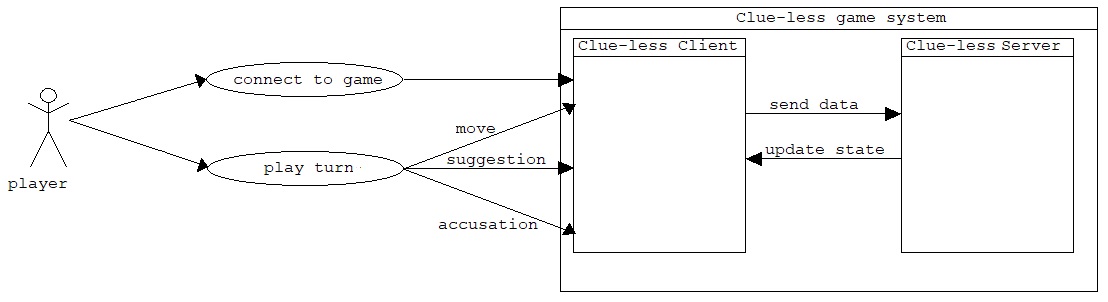 Clue-less game system
Clue-less Client
Clue-less Server
connect to game
send data
move
update state
suggestion
play turn
player
accusation